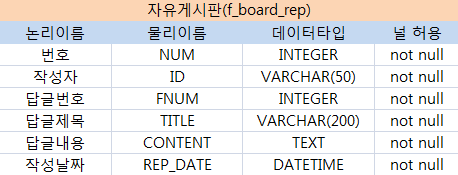 자유게시판(f_board_rep)
논리이름 물리이름 데이터타입 널 허용
번호 NUM INTEGER not null
작성자 ID VARCHAR(50) not null
답글번호 FNUM INTEGER not null
답글제목 TITLE VARCHAR(200) not null
답글내용 CONTENT TEXT not null
작성날짜 REP_DATE DATETIME not null